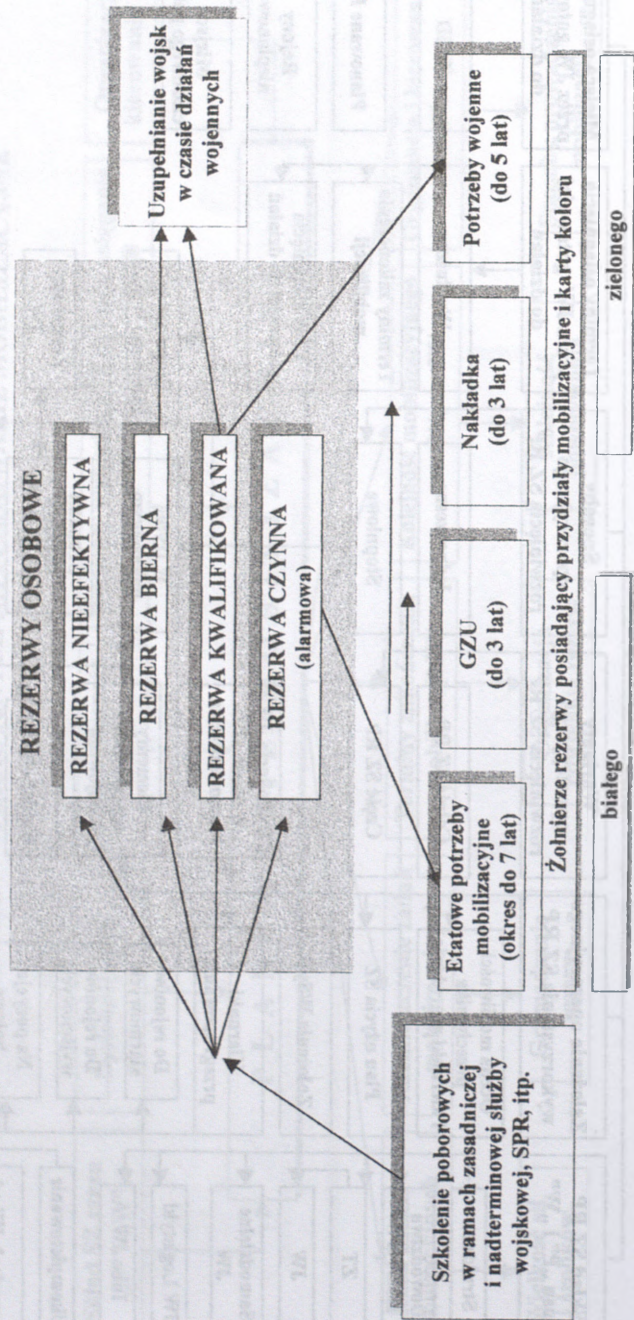 REZERWY OSOBOWE
REZERWA NIEEFEKTYWNA
REZERWA BIERNA
REZERWA KWALIFIKOWANA
REZERWA CZYNNA
(alarmowa)
Uzupełnianie wojsk
w czasie działań
wojennych
Szkolenie poborowych
w ramach zasadniczej
i nadterminowej służby
wojskowej, SPR, itp.
Etatowe potrzeby
mobilizacyjne
(okres do 7 lat)
GZU
(do 3 lat)
Nakładka
(do 3 lat)
Potrzeby wojenne
(do 5 lat)
Żołnierze rezerwy posiadający przydziały mobilizacyjne i karty koloru
białego
zielonego